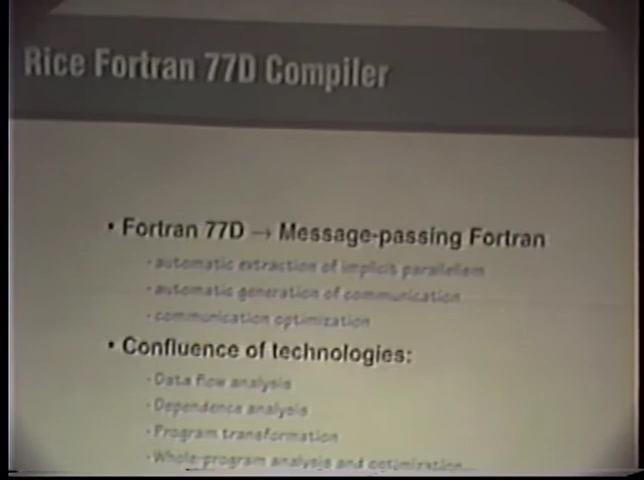 Rice Fortran 77D Compiler
• Fortran 77D → Message-passing Fortran
- automatic extraction of implicit parallelism
- automatic generation of communication
- communication optimization
• Confluence of technologies:
- Data flow analysis
- Dependence analysis
- Program transformation
- Whole-program analysis and optimization